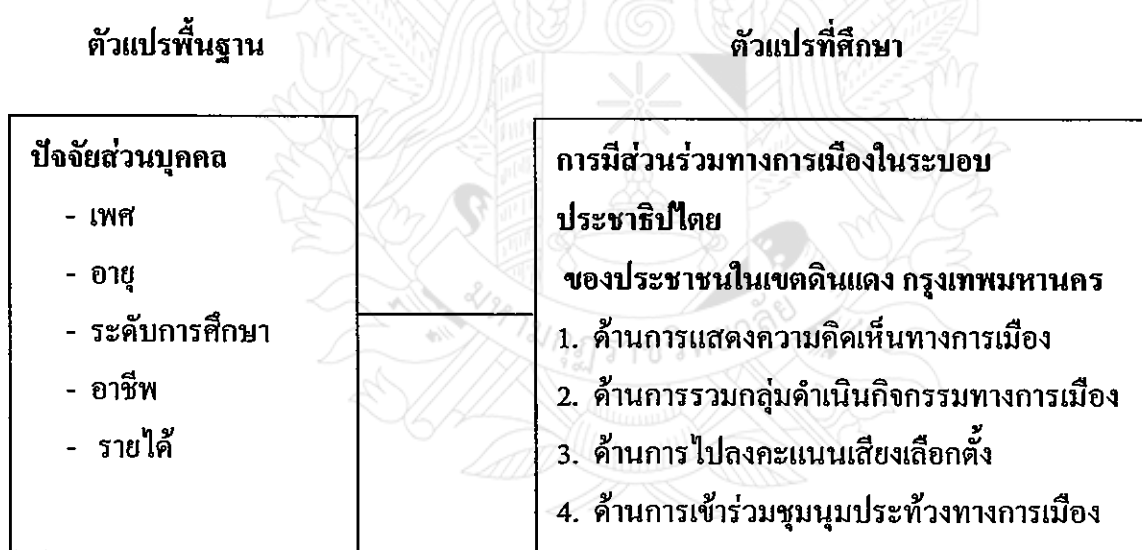 ตัวแปรพื้นฐาน
ตัวแปรที่ศึกษา
ปัจจัยส่วนบุคคล
- เพศ
- อายุ
- ระดับการศึกษา
- อาชีพ
- รายได้
การมีส่วนร่วมทางการเมืองในระบอบ
ประชาธิปไตย
ของประชาชนในเขตดินแดง กรุงเทพมหานคร
1. ด้านการแสดงความคิดเห็นทางการเมือง
2. ด้านการรวมกลุ่มดำเนินกิจกรรมทางการเมือง
3. ด้านการไปลงคะแนนเสียงเลือกตั้ง
4. ด้านการเข้าร่วมชุมนุมประท้วงทางการเมือง